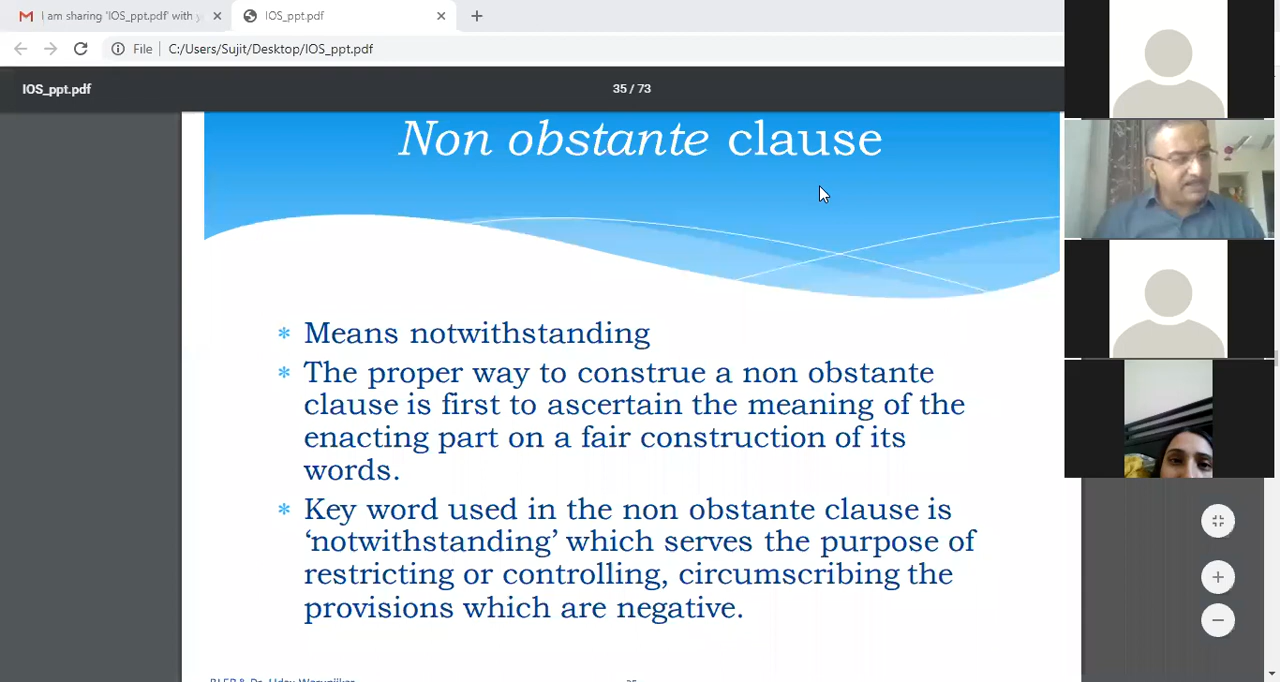 I am sharing 'IOS_ppt.pdf' with
IOS_ppt.pdf
File
C:/Users/Sujit/Desktop/IOS_ppt.pdf
IOS_ppt.pdf
35 / 73
Non obstante clause
* Means notwithstanding
* The proper way to construe a non obstante
clause is first to ascertain the meaning of the
enacting part on a fair construction of its
words.
* Key word used in the non obstante clause is
‘notwithstanding’ which serves the purpose of
restricting or controlling, circumscribing the
provisions which are negative.